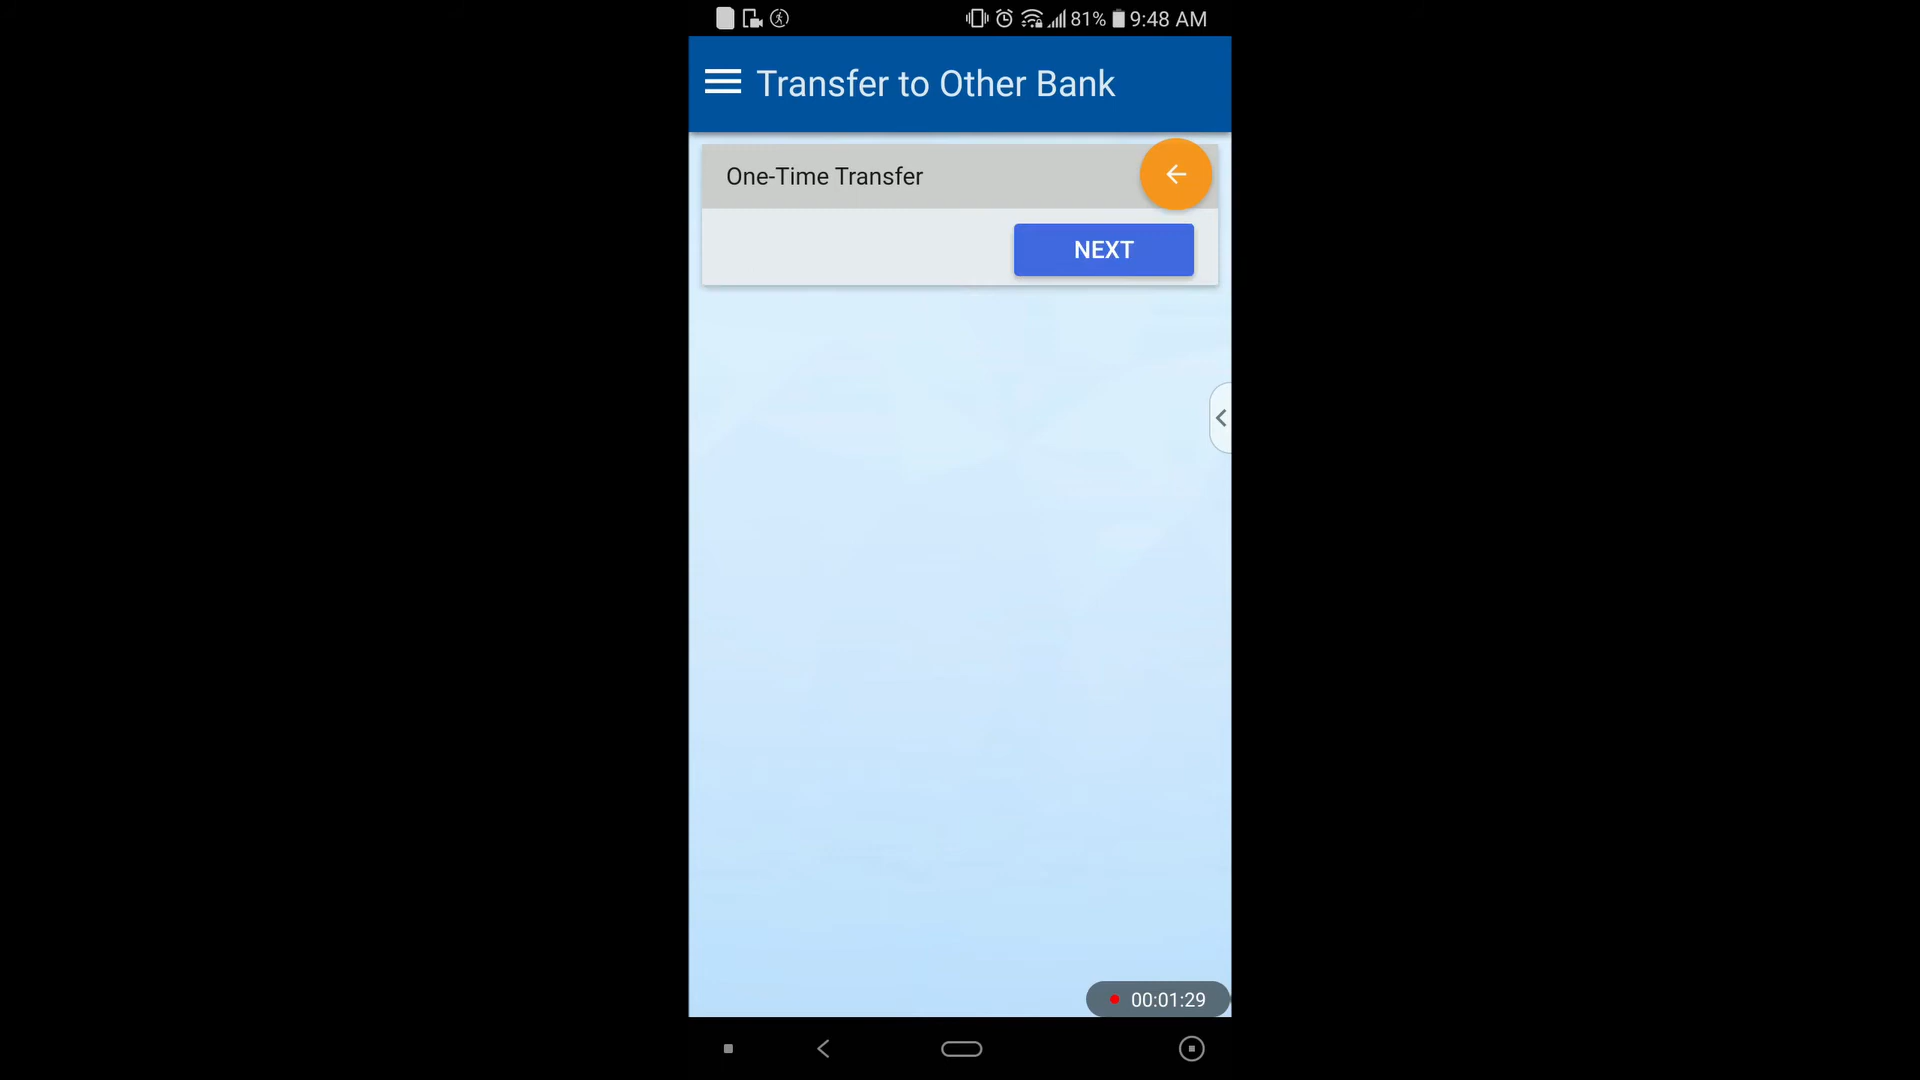 81% 9:48 AM
Transfer to Other Bank
One-Time Transfer
NEXT
00:01:29